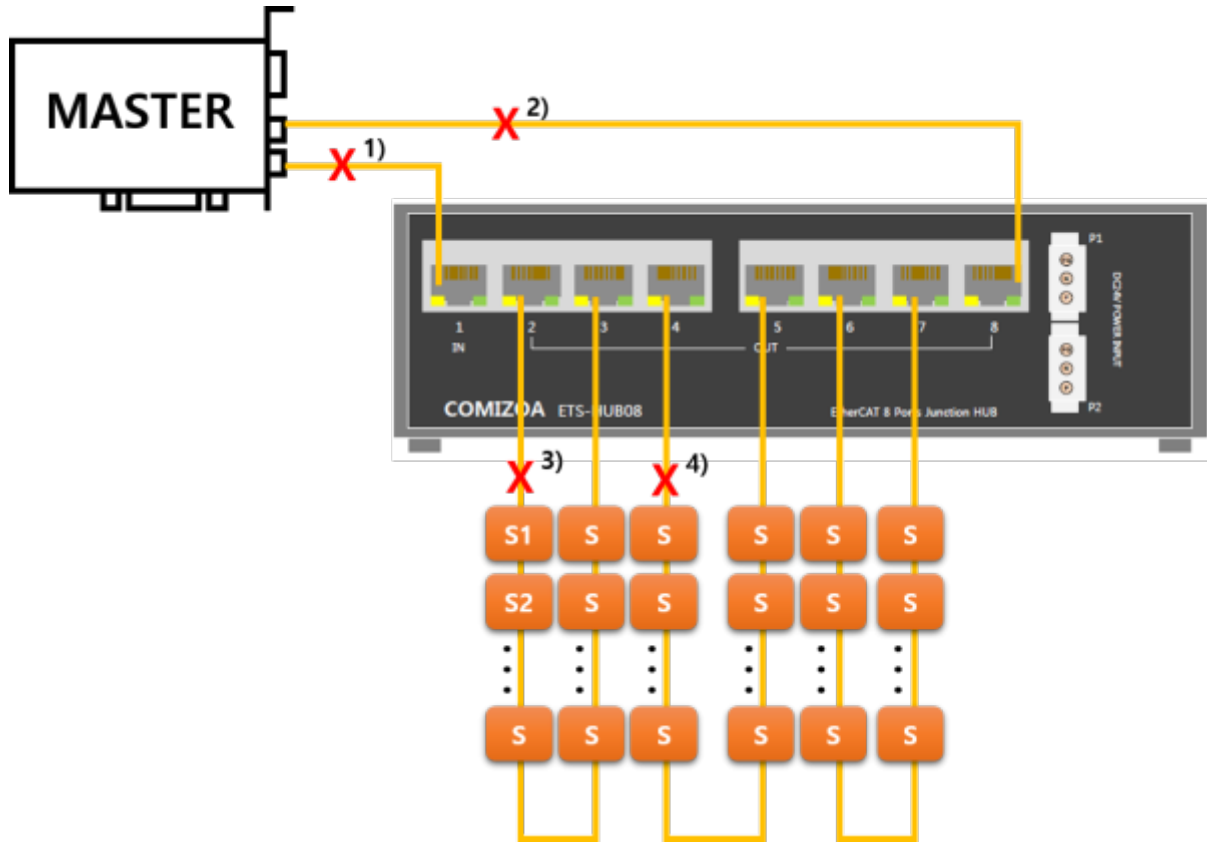 MASTER
2)
1)
P1
DC24V POWER INPUT
1 2 3 4 5 6 7 8
IN OUT
COMIZOA ETS-HUB08 EtherCAT 8 Ports Junction HUB
P2
3) 4)
S1 S S S S S
S2 S S S S S
S S S S S S